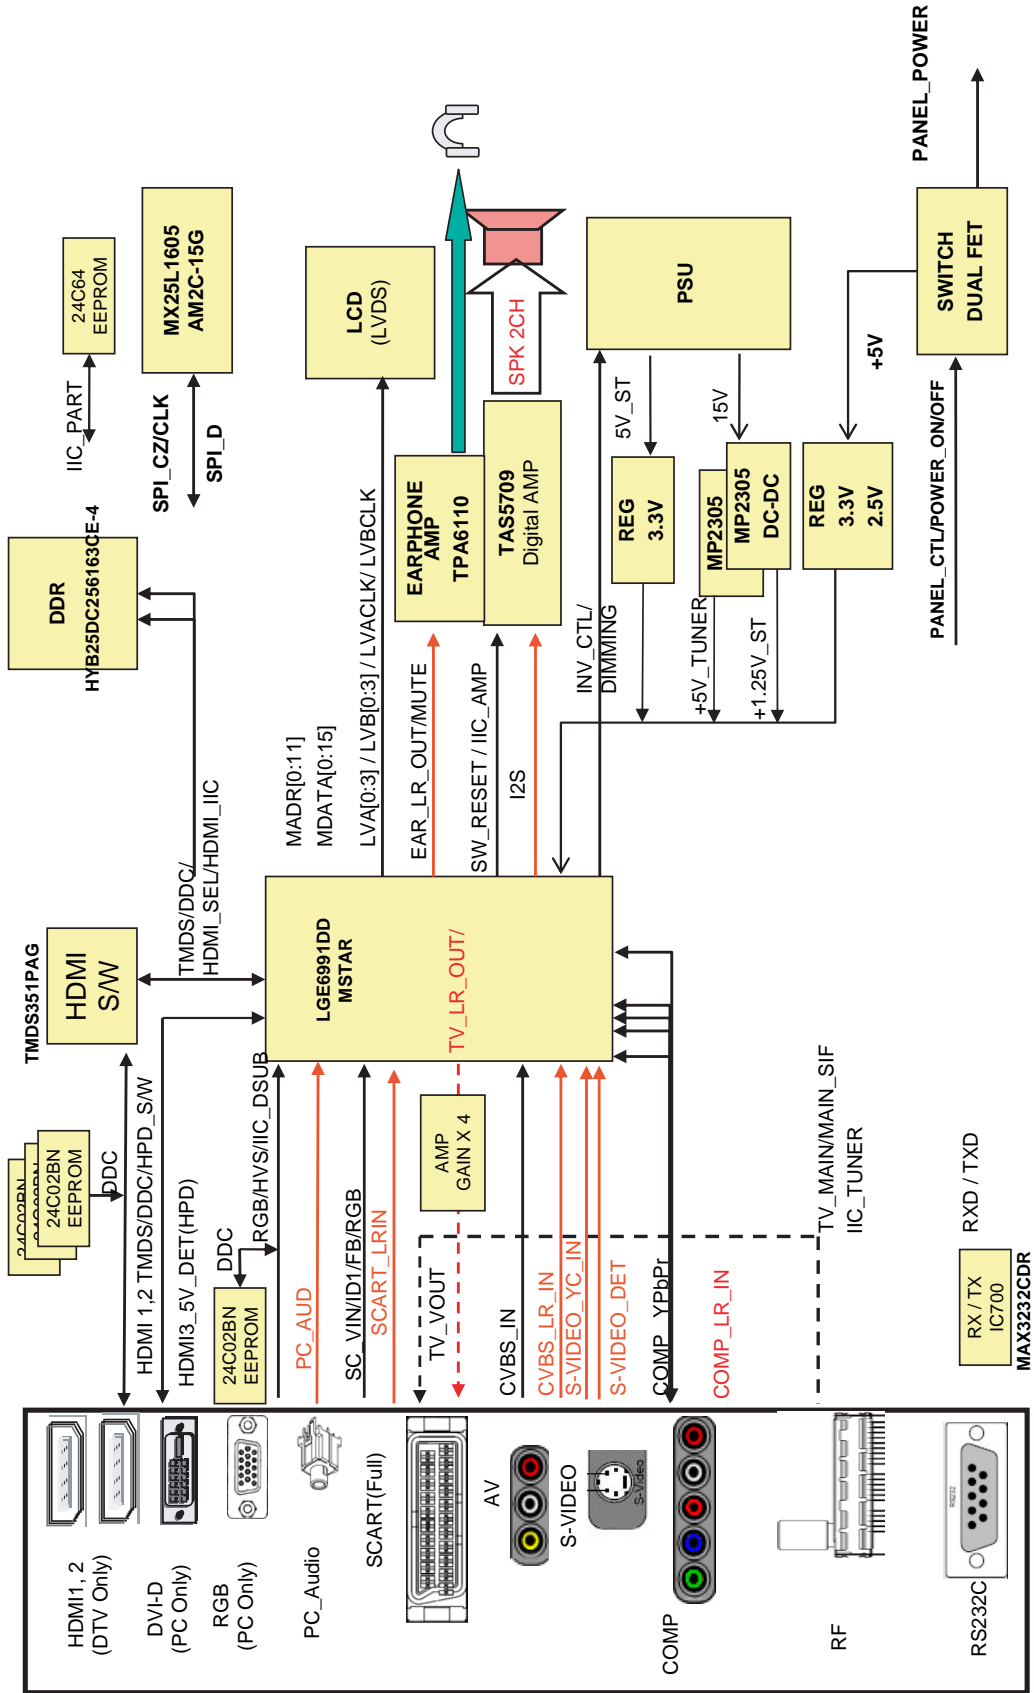 HDMI1, 2
(DTV Only)
DVI-D
(PC Only)
RGB
(PC Only)
PC_Audio
SCART(Full)
AV
S-VIDEO
S-Video
COMP
RF
RS232C
RS232
24C02BN
24C02BN
24C02BN
EEPROM
DDC
HDMI 1,2 TMDS/DDC/HPD_S/W
HDMI3_5V_DET(HPD)
24C02BN
EEPROM
DDC
RGB/HVS/IIC_DSUB
PC_AUD
SC_VIN/ID1/FB/RGB
SCART_LRIN
TV_VOUT
AMP
GAIN X 4
TV_LR_OUT/
CVBS_IN
CVBS_LR_IN
S-VIDEO_YC_IN
S-VIDEO_DET
COMP_YPbPr
COMP_LR_IN
TV_MAIN/MAIN_SIF
IIC_TUNER
RX / TX
IC700
MAX3232CDR
RXD / TXD
TMDS351PAG
HDMI
S/W
TMDS/DDC/
HDMI_SEL/HDMI_IIC
LGE6991DD
MSTAR
MADR[0:11]
MDATA[0:15]
LVA[0:3] / LVB[0:3] / LVACLK/ LVBCLK
EAR_LR_OUT/MUTE
SW_RESET / IIC_AMP
I2S
INV_CTL/
DIMMING
DDR
HYB25DC256163CE-4
IIC_PART
24C64
EEPROM
SPI_CZ/CLK
SPI_D
MX25L1605
AM2C-15G
LCD
(LVDS)
EARPHONE
AMP
TPA6110
TAS5709
Digital AMP
SPK 2CH
PSU
5V_ST
15V
REG
3.3V
MP2305
MP2305
DC-DC
+5V_TUNER
+1.25V_ST
REG
3.3V
2.5V
+5V
SWITCH
DUAL FET
PANEL_CTL/POWER_ON/OFF
PANEL_POWER